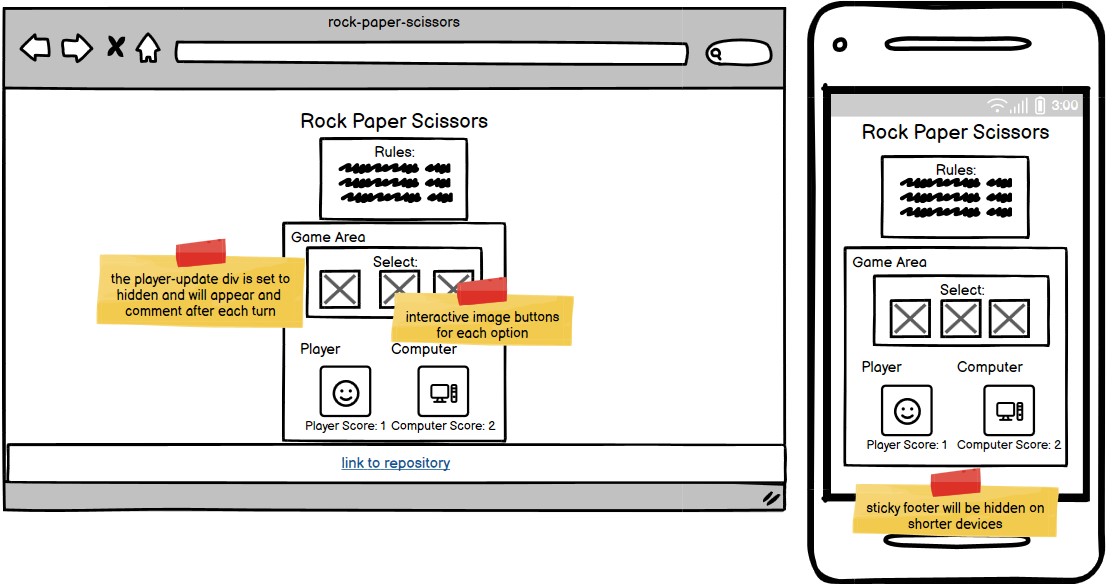 rock-paper-scissors
Rock Paper Scissors
Rules:
Game Area
Select:
the player-update div is set to
hidden and will appear and
comment after each turn
interactive image buttons
for each option
Player
Computer
Player Score: 1
Computer Score: 2
link to repository
3:00
Rock Paper Scissors
Rules:
Game Area
Select:
Player
Computer
Player Score: 1
Computer Score: 2
sticky footer will be hidden on
shorter devices